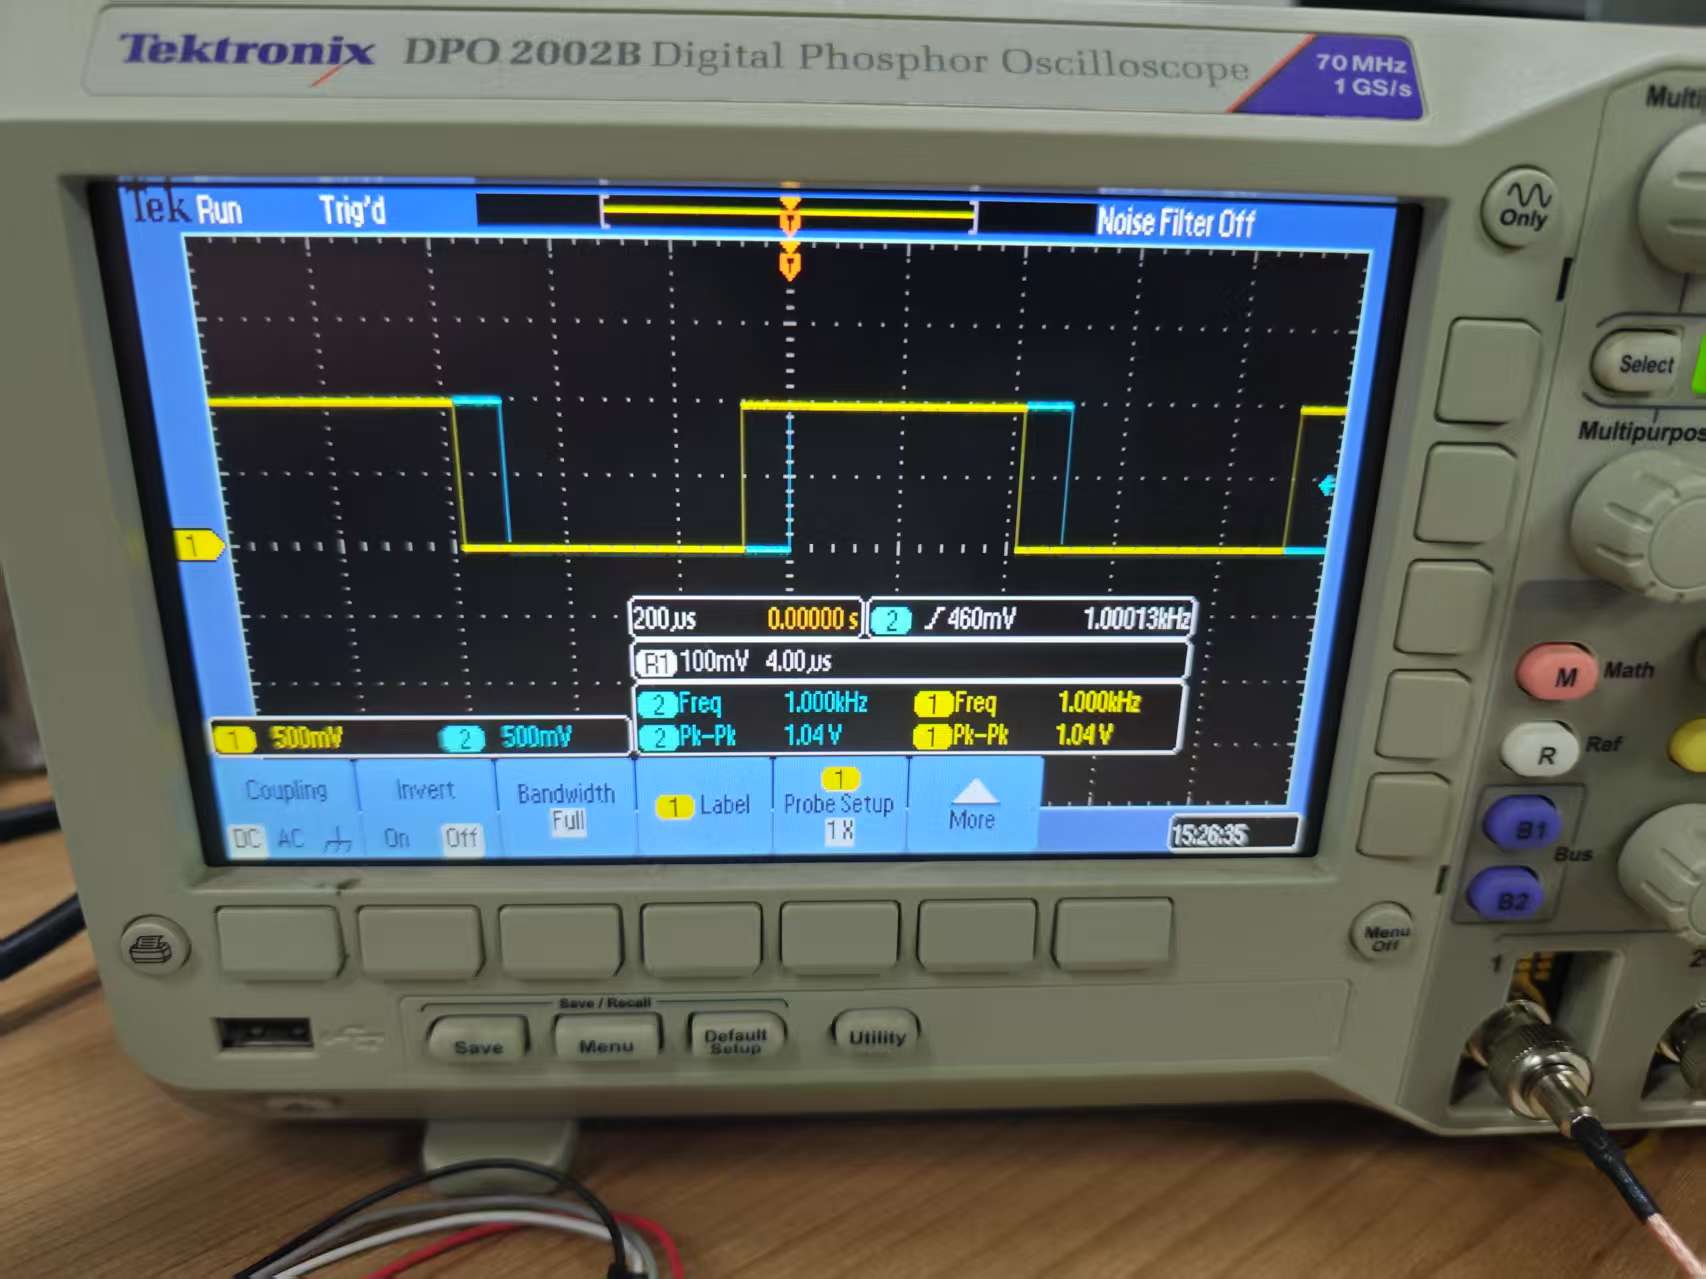 Tektronix DPO 2002B Digital Phosphor Oscilloscope
70 MHz
1 GS/s
Tek Run Trig'd Noise Filter Off
T
T
Only
Select
1
200µs 0.00000 s 2 460mV 1.00013kHz
R1 100mV 4.00µs
2 Freq 1.000kHz 1 Freq 1.000kHz
2 Pk-Pk 1.04 V 1 Pk-Pk 1.04 V
1 500mV 2 500mV
Coupling
DC AC
Invert
On Off
Bandwidth
Full
1 Label
1
Probe Setup
1 X
More
15:26:35
M Math
R Ref
B1
Bus
B2
Menu
Off
1 2
Save / Recall
Save
Menu
Default
Setup
Utility